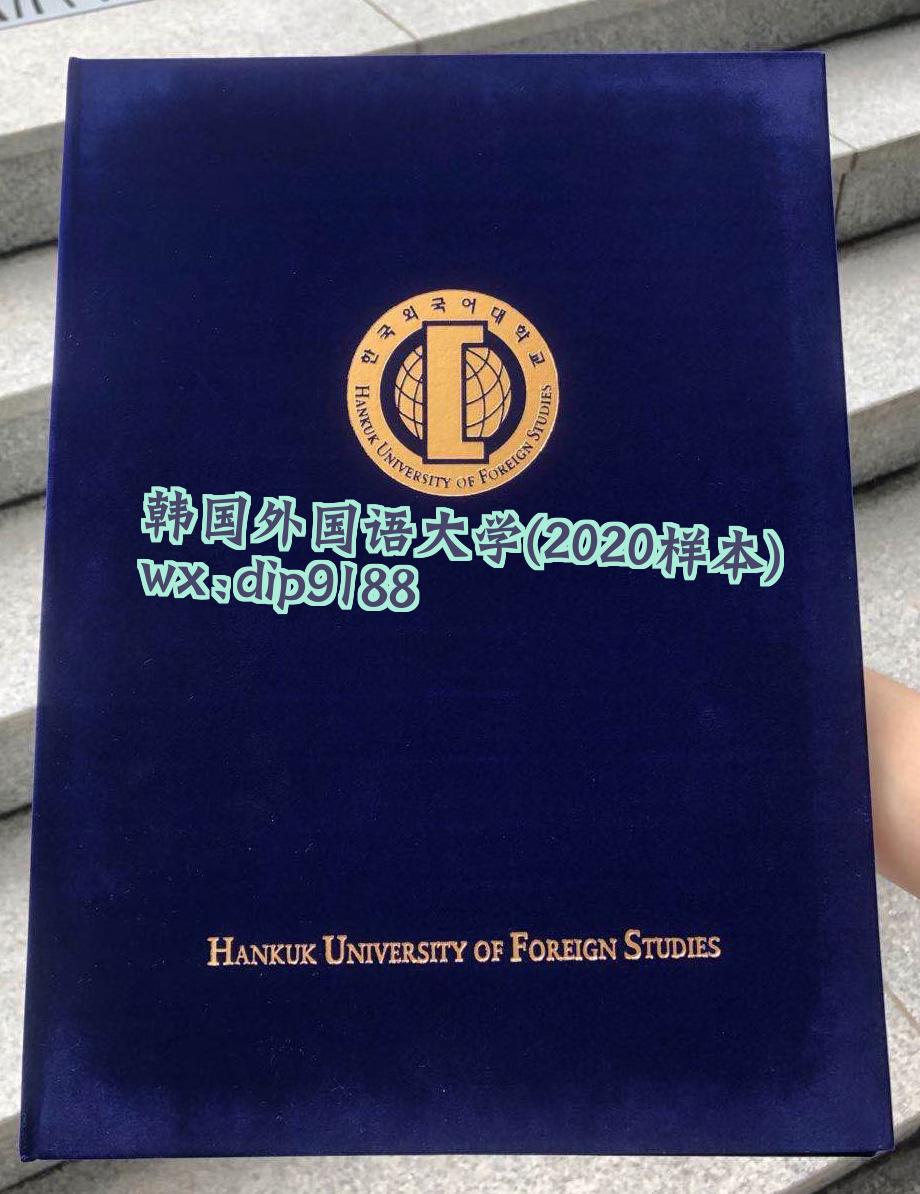 한국외국어대학교
HANKUK UNIVERSITY OF FOREIGN STUDIES
韩国外国语大学(2020样本)
wx:dip9188
HANKUK UNIVERSITY OF FOREIGN STUDIES